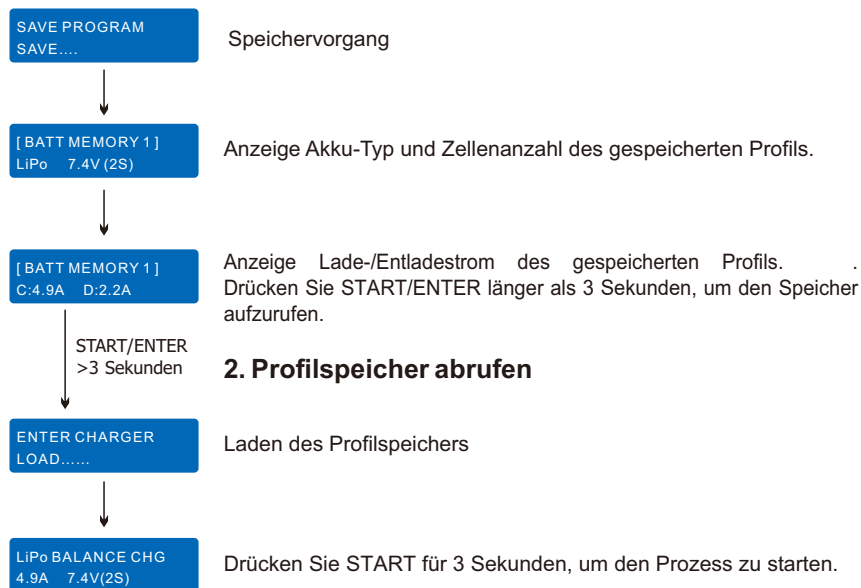 SAVE PROGRAM
SAVE....
Speichervorgang
[ BATT MEMORY 1 ]
LiPo 7.4V (2S)
Anzeige Akku-Typ und Zellenanzahl des gespeicherten Profils.
[ BATT MEMORY 1 ]
C:4.9A D:2.2A
Anzeige Lade-/Entladestrom des gespeicherten Profils. .
Drücken Sie START/ENTER länger als 3 Sekunden, um den Speicher
aufzurufen.
START/ENTER
>3 Sekunden
2. Profilspeicher abrufen
ENTER CHARGER
LOAD......
Laden des Profilspeichers
LiPo BALANCE CHG
4.9A 7.4V(2S)
Drücken Sie START für 3 Sekunden, um den Prozess zu starten.